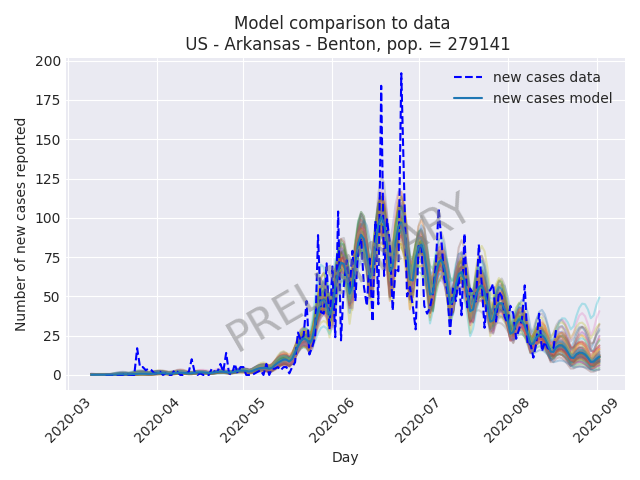 Model comparison to data
US - Arkansas - Benton, pop. = 279141
new cases data
new cases model
Number of new cases reported
200
175
150
125
100
75
50
25
0
PRELIMINARY
2020-03
2020-04
2020-05
2020-06
2020-07
2020-08
2020-09
Day